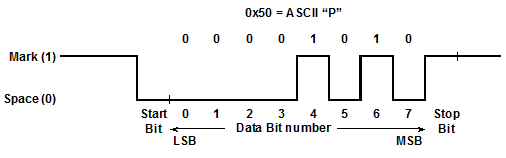 0x50 = ASCII “P”
0 0 0 0 1 0 1 0
Mark (1)
Space (0)
Start Bit 0 1 2 3 4 5 6 7 Stop Bit
Data Bit number
LSB MSB